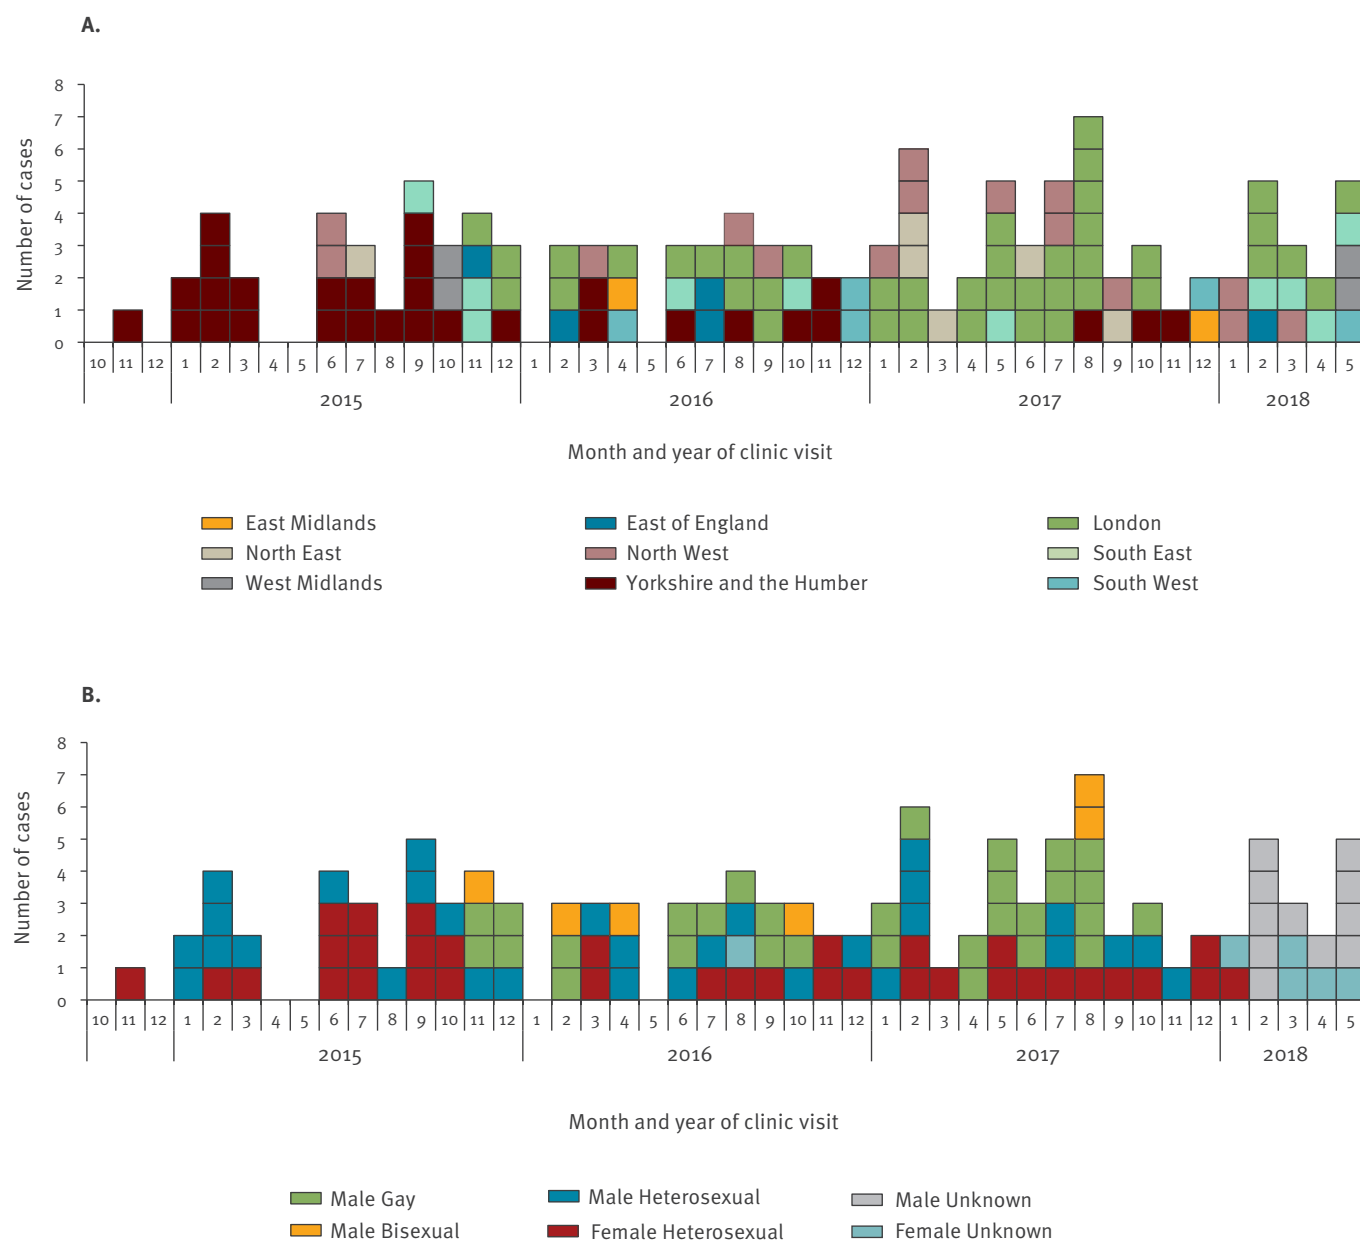 A.
8
7
6
5
4
3
2
1
0
Number of cases
10 11 12 1 2 3 4 5 6 7 8 9 10 11 12 1 2 3 4 5 6 7 8 9 10 11 12 1 2 3 4 5 6 7 8 9 10 11 12 1 2 3 4 5
2015 2016 2017 2018
Month and year of clinic visit
East Midlands East of England London
North East North West South East
West Midlands Yorkshire and the Humber South West
B.
8
7
6
5
4
3
2
1
0
Number of cases
10 11 12 1 2 3 4 5 6 7 8 9 10 11 12 1 2 3 4 5 6 7 8 9 10 11 12 1 2 3 4 5 6 7 8 9 10 11 12 1 2 3 4 5
2015 2016 2017 2018
Month and year of clinic visit
Male Gay Male Heterosexual Male Unknown
Male Bisexual Female Heterosexual Female Unknown